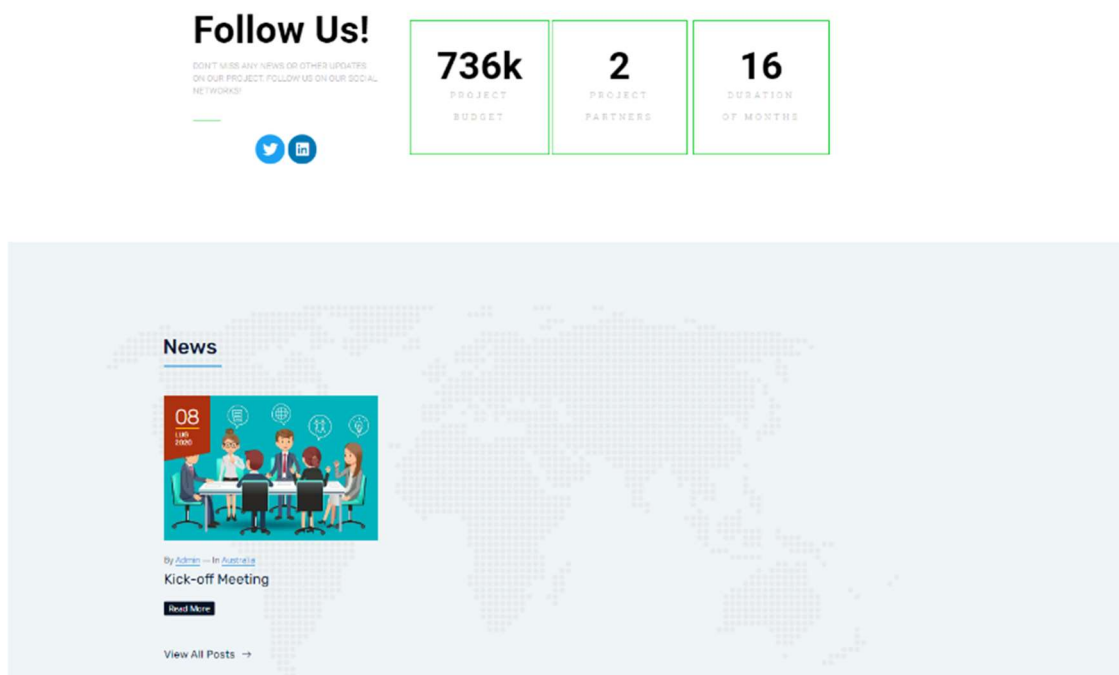 Follow Us!
DON'T MISS ANY NEWS OR OTHER UPDATES
ON OUR PROJECT. FOLLOW US ON OUR SOCIAL
NETWORKS!
736k
PROJECT
BUDGET
2
PROJECT
PARTNERS
16
DURATION
OF MONTHS
News
08
LUG
2020
By Admin — In Australia
Kick-off Meeting
Read More
View All Posts →